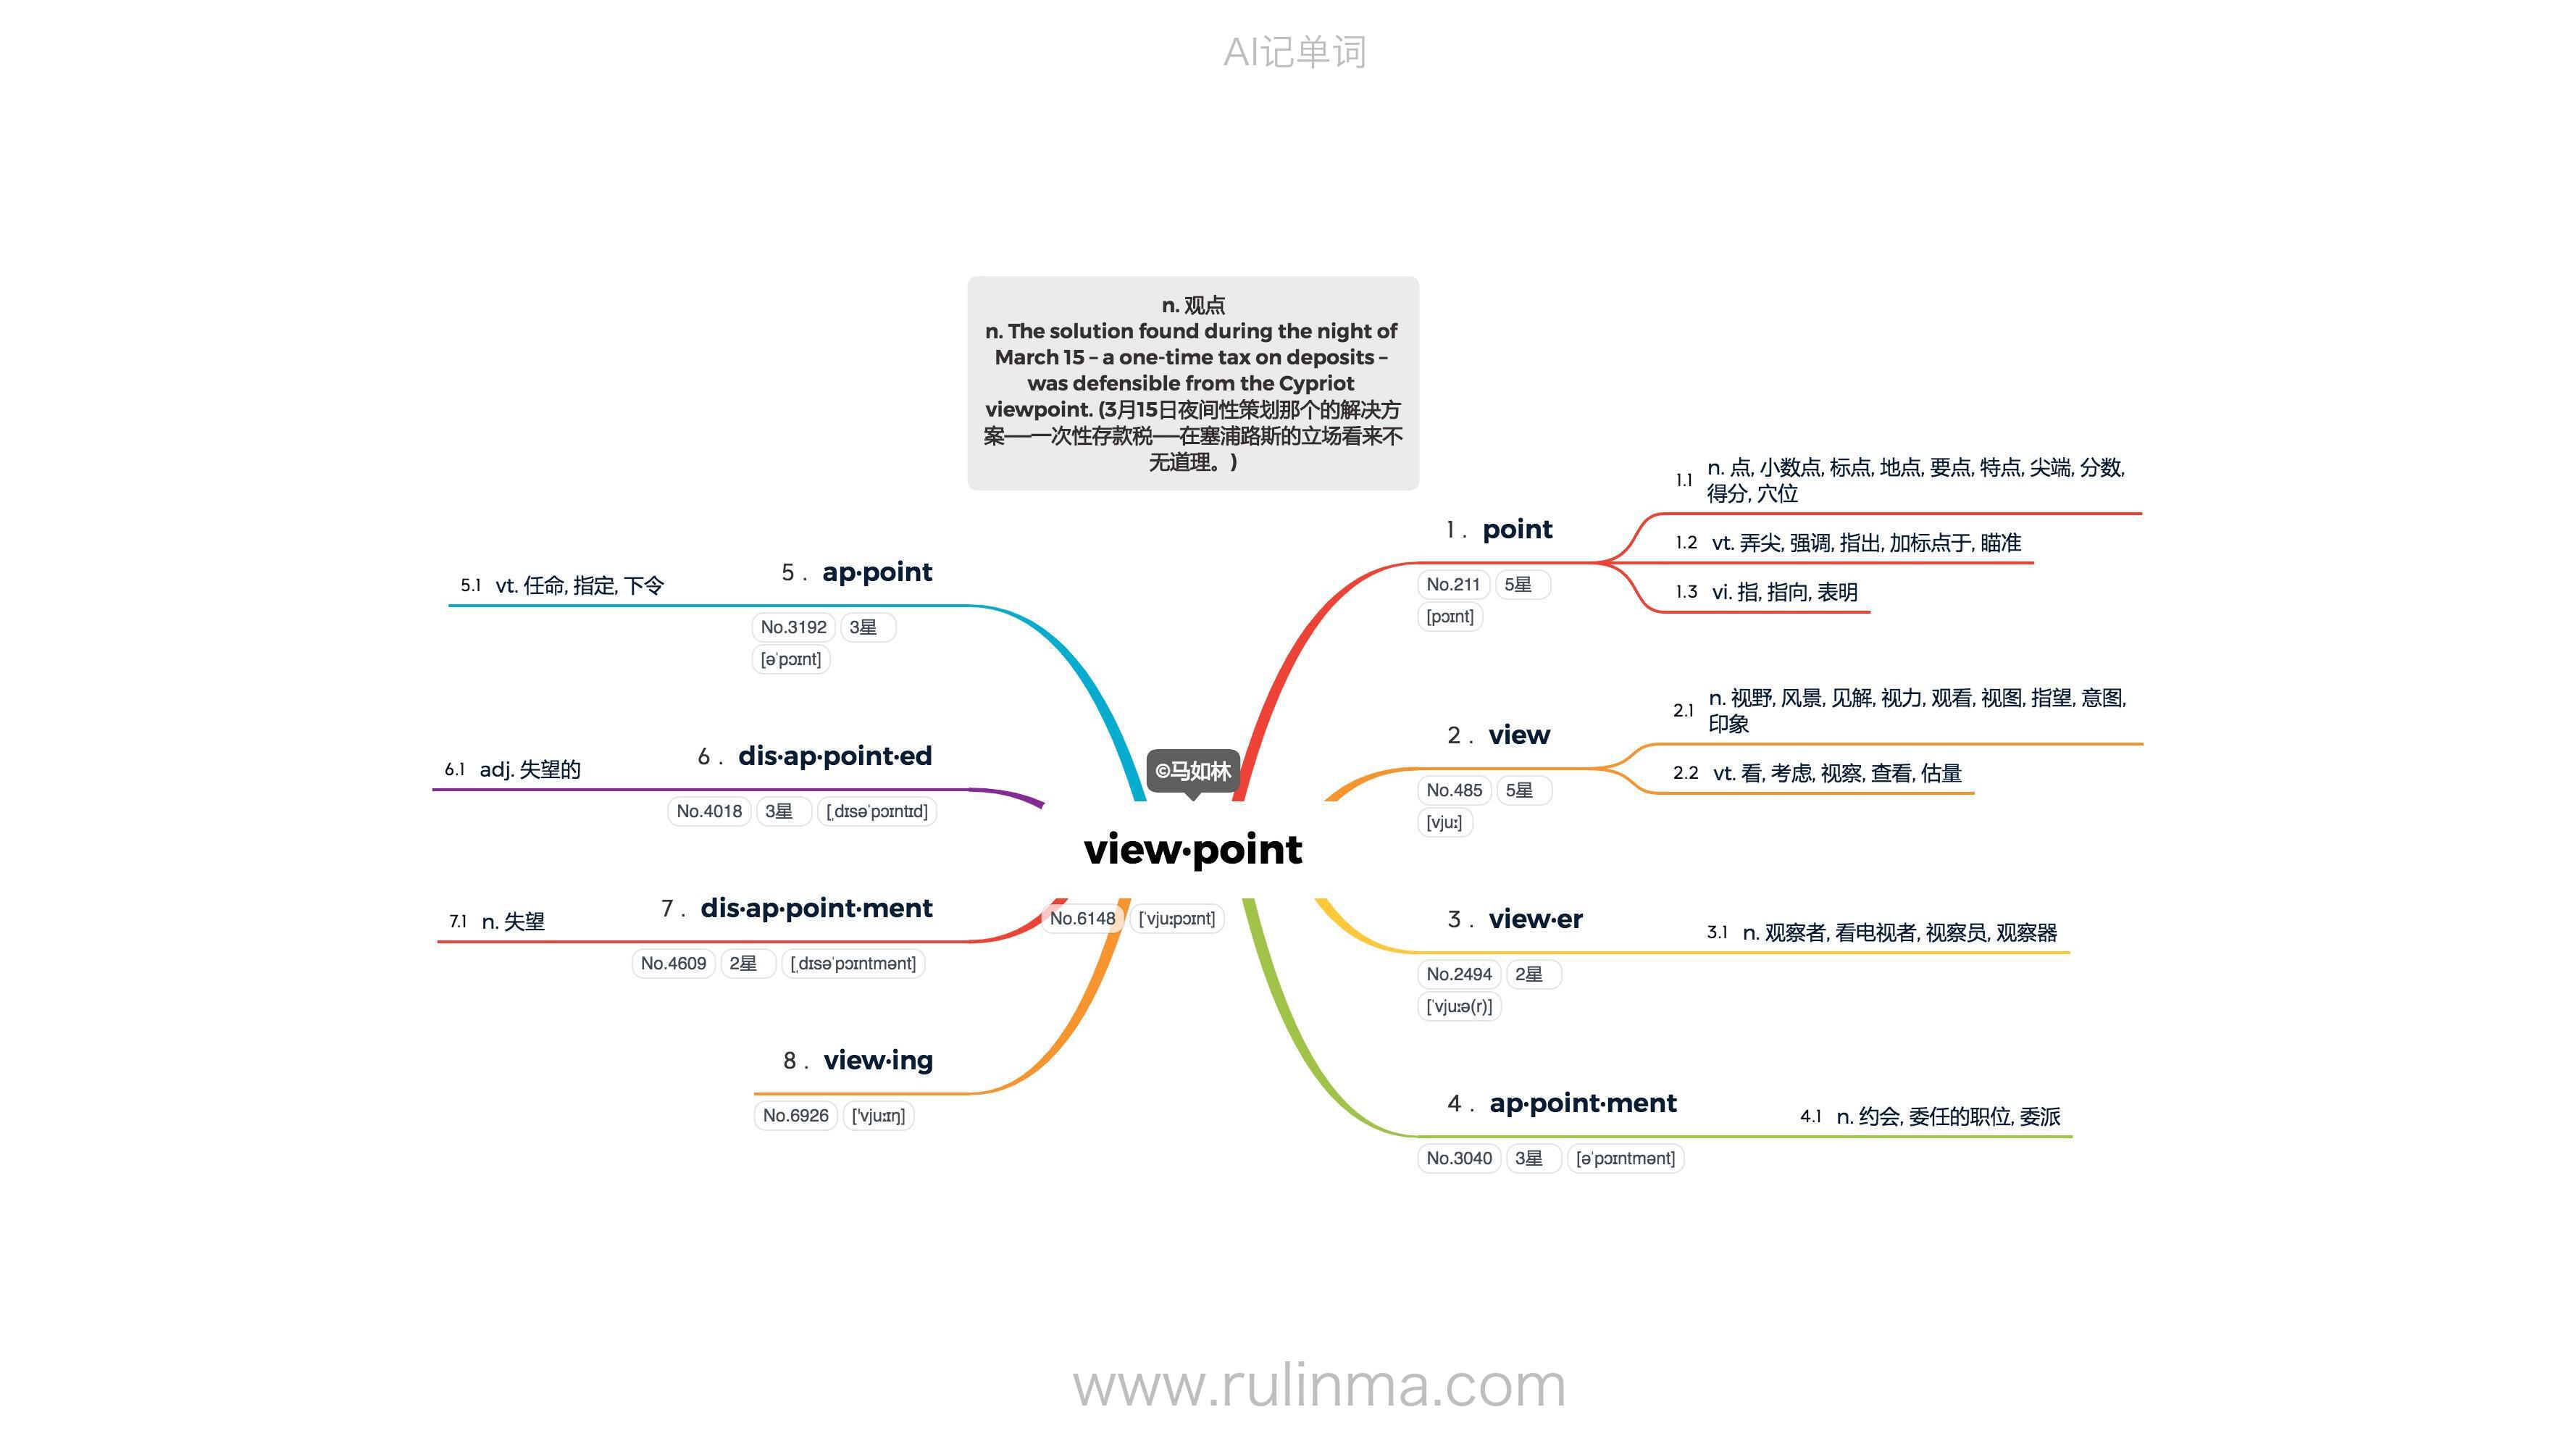 AI记单词
n. 观点
n. The solution found during the night of
March 15 – a one-time tax on deposits –
was defensible from the Cypriot
viewpoint. (3月15日夜间性策划那个的解决方
案——一次性存款税——在塞浦路斯的立场看来不
无道理。)
©马如林
view·point
No.6148 [ˈvjuːpɔɪnt]
1 . point
No.211 5星
[pɔɪnt]
1.1 n. 点, 小数点, 标点, 地点, 要点, 特点, 尖端, 分数,
得分, 穴位
1.2 vt. 弄尖, 强调, 指出, 加标点于, 瞄准
1.3 vi. 指, 指向, 表明
2 . view
No.485 5星
[vjuː]
2.1 n. 视野, 风景, 见解, 视力, 观看, 视图, 指望, 意图,
印象
2.2 vt. 看, 考虑, 视察, 查看, 估量
3 . view·er
No.2494 2星
[ˈvjuːə(r)]
3.1 n. 观察者, 看电视者, 视察员, 观察器
4 . ap·point·ment
No.3040 3星 [əˈpɔɪntmənt]
4.1 n. 约会, 委任的职位, 委派
5 . ap·point
No.3192 3星
[əˈpɔɪnt]
5.1 vt. 任命, 指定, 下令
6 . dis·ap·point·ed
No.4018 3星 [ˌdɪsəˈpɔɪntɪd]
6.1 adj. 失望的
7 . dis·ap·point·ment
No.4609 2星 [ˌdɪsəˈpɔɪntmənt]
7.1 n. 失望
8 . view·ing
No.6926 ['vjuːɪŋ]
www.rulinma.com